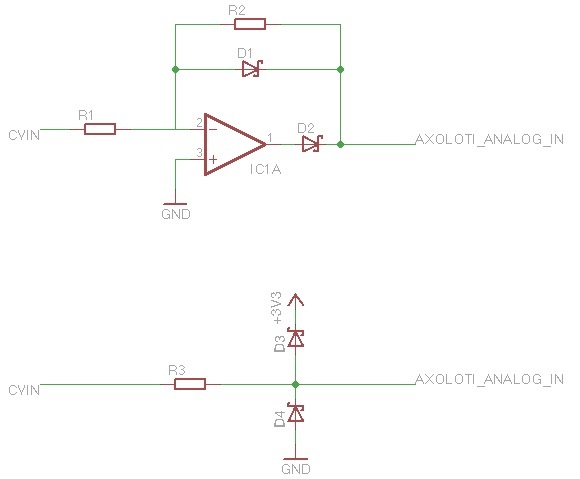 R2
D1
R1
CVIN
2
1
D2
AXOLOTI_ANALOG_IN
3
IC1A
GND
+3V3
D3
R3
AXOLOTI_ANALOG_IN
CVIN
D4
GND